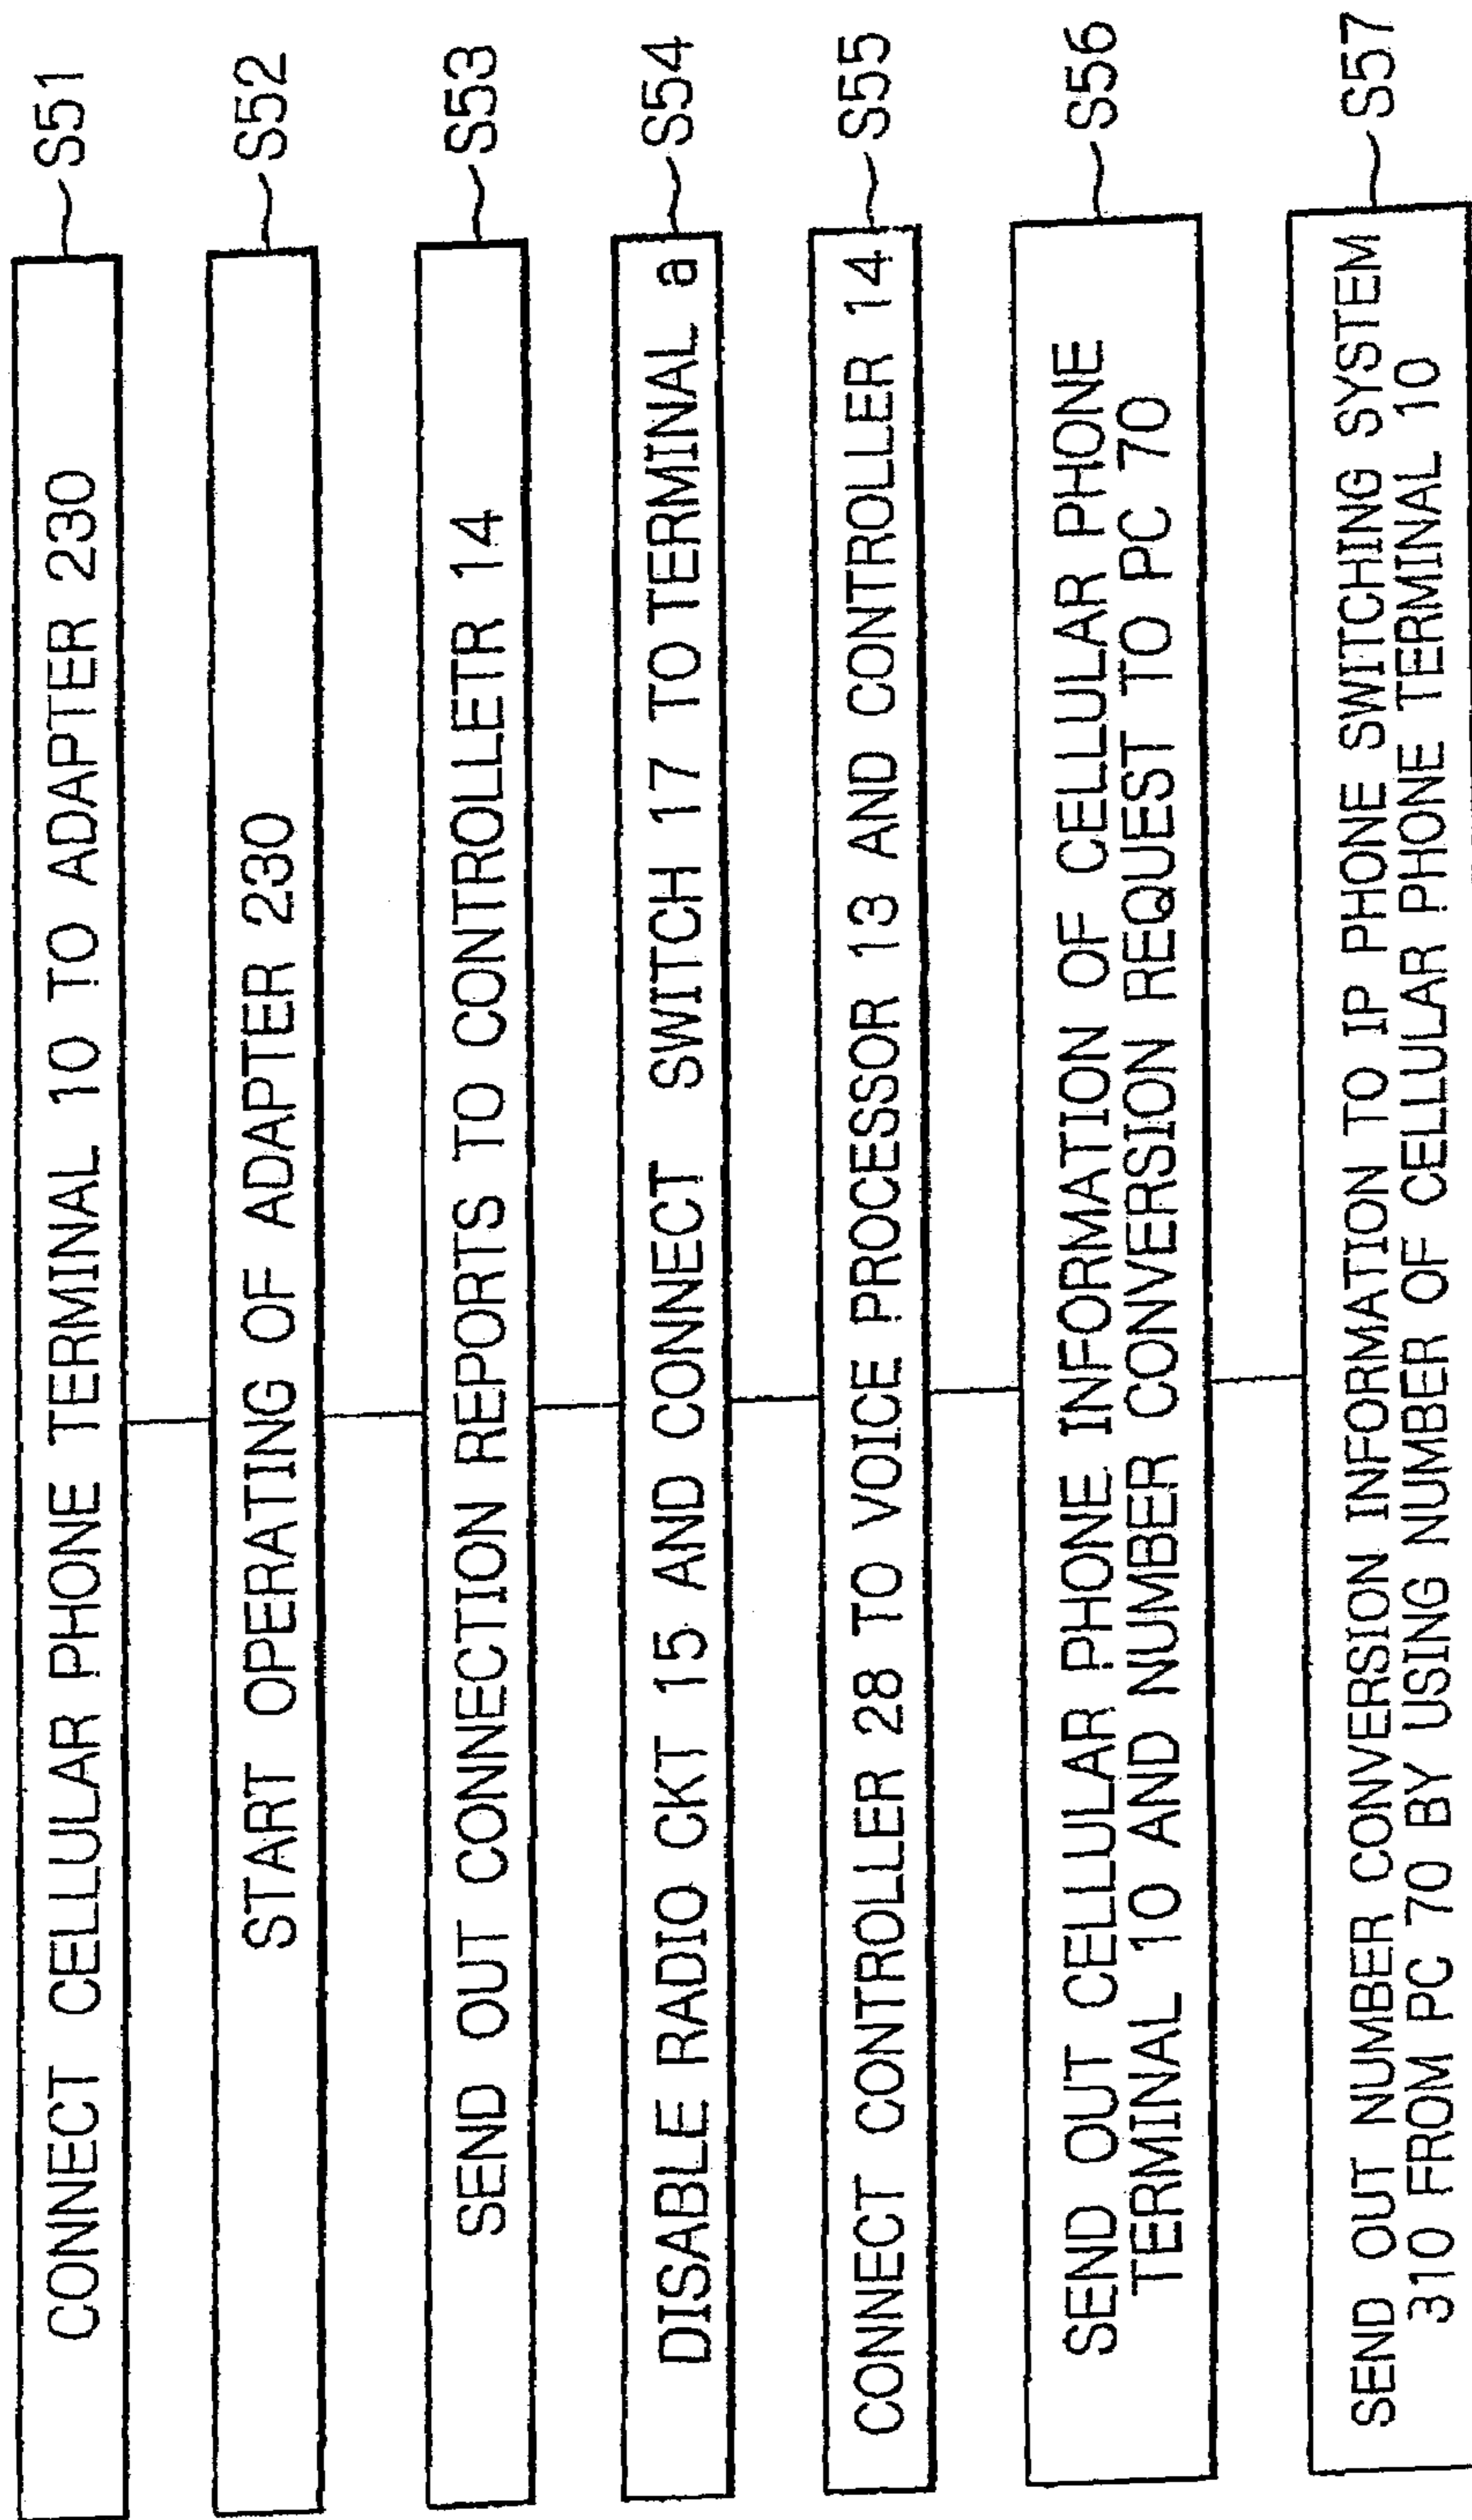 CONNECT CELLULAR PHONE TERMINAL 10 TO ADAPTER 230
S51
START OPERATING OF ADAPTER 230
S52
SEND OUT CONNECTION REPORTS TO CONTROLLETR 14
S53
DISABLE RADIO CKT 15 AND CONNECT SWITCH 17 TO TERMINAL a
S54
CONNECT CONTROLLER 28 TO VOICE PROCESSOR 13 AND CONTROLLER 14
S55
SEND OUT CELLULAR PHONE INFORMATION OF CELLULAR PHONE
TERMINAL 10 AND NUMBER CONVERSION REQUEST TO PC 70
S56
SEND OUT NUMBER CONVERSION INFORMATION TO IP PHONE SWITCHING SYSTEM
310 FROM PC 70 BY USING NUMBER OF CELLULAR PHONE TERMINAL 10
S57